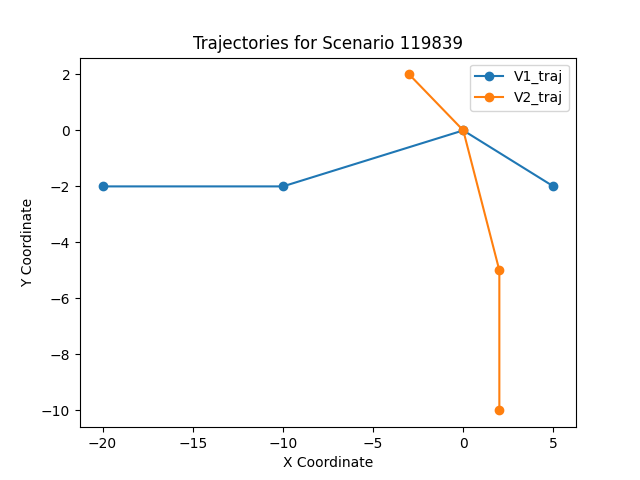 Trajectories for Scenario 119839
V1_traj
V2_traj
2
0
−2
−4
−6
−8
−10
Y Coordinate
−20
−15
−10
−5
0
5
X Coordinate